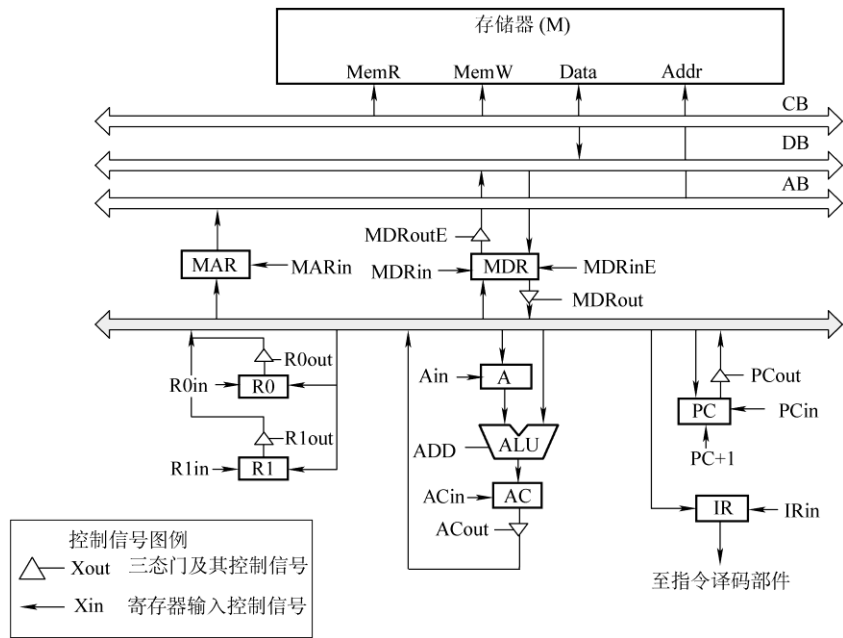 存储器 (M)
MemR MemW Data Addr
CB
DB
AB
MDRoutE
MAR MARin MDRin MDR MDRinE
MDRout
R0out
R0in R0
Ain A
PCout
PC PCin
R1out
R1in R1
ADD ALU
PC+1
ACin AC
ACout
IR IRin
至指令译码部件
控制信号图例
Xout 三态门及其控制信号
Xin 寄存器输入控制信号